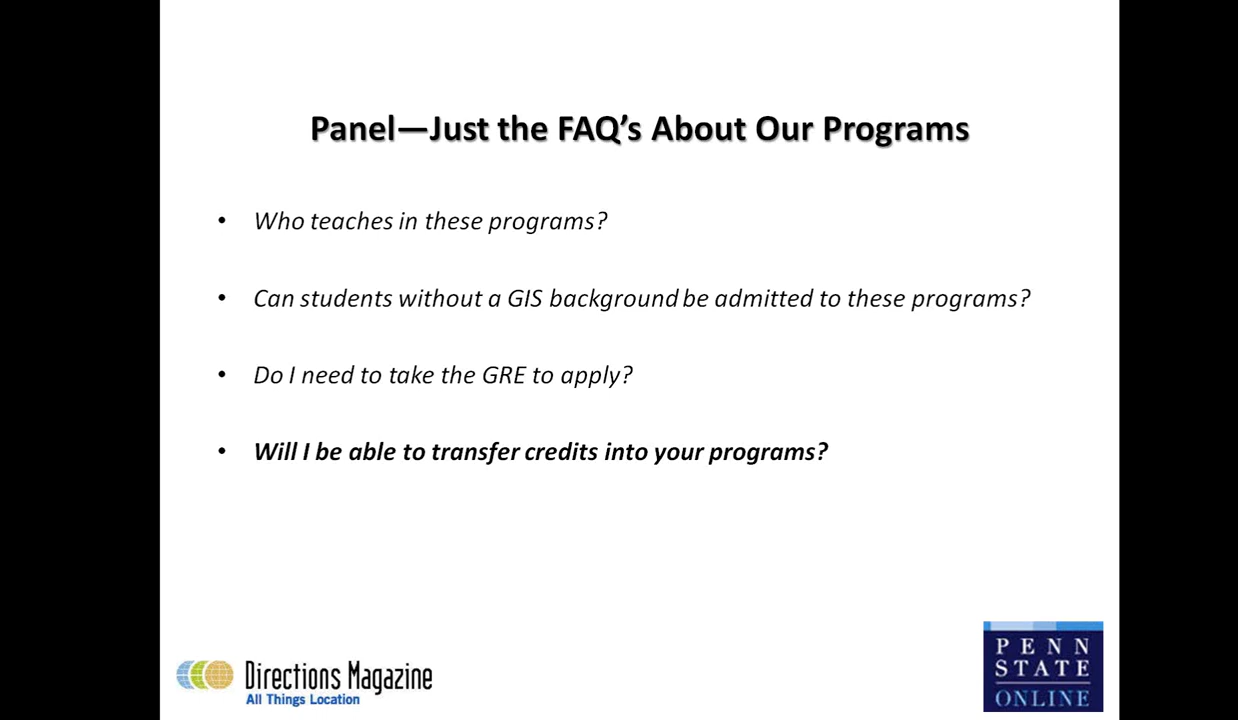 Panel—Just the FAQ’s About Our Programs
• Who teaches in these programs?
• Can students without a GIS background be admitted to these programs?
• Do I need to take the GRE to apply?
• Will I be able to transfer credits into your programs?
Directions Magazine
All Things Location
PENN
STATE
ONLINE